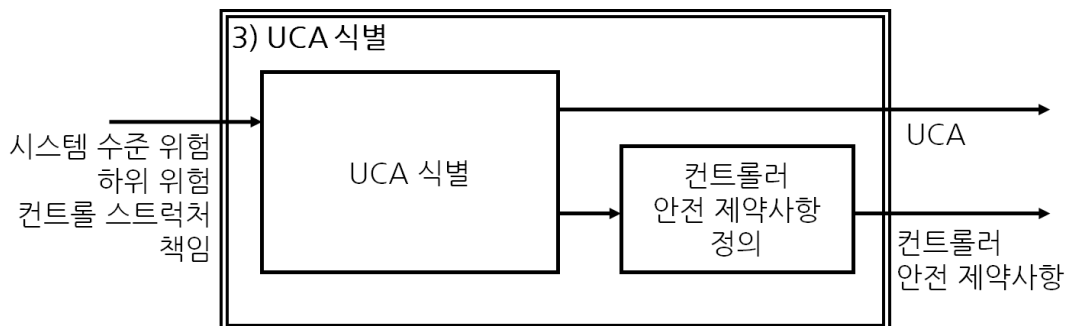 3) UCA 식별
시스템 수준 위험
하위 위험
컨트롤 스트럭처
책임
UCA 식별
컨트롤러
안전 제약사항
정의
UCA
컨트롤러
안전 제약사항